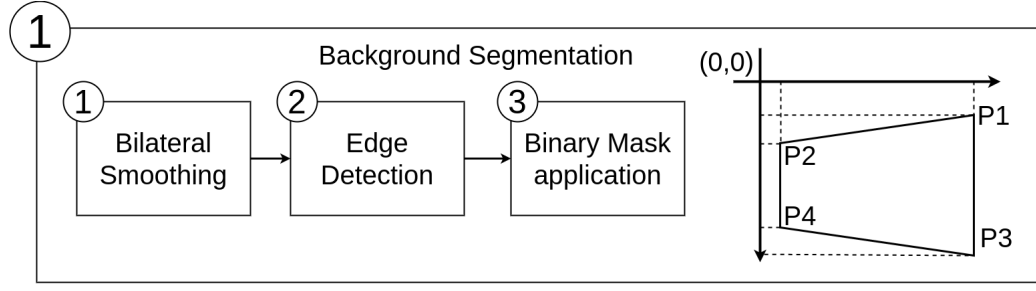 1
Background Segmentation
1
Bilateral
Smoothing
2
Edge
Detection
3
Binary Mask
application
(0,0)
P1
P2
P4
P3